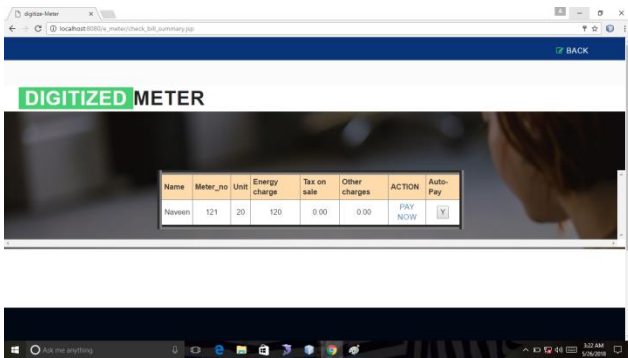 digitize-Meter
localhost:8080/e_meter/check_bill_summary.jsp
BACK
DIGITIZED METER
Name Meter_no Unit Energy charge Tax on sale Other charges ACTION Auto-Pay
Naveen 121 20 120 0.00 0.00 PAY NOW Y
Ask me anything
3:22 AM
5/26/2018